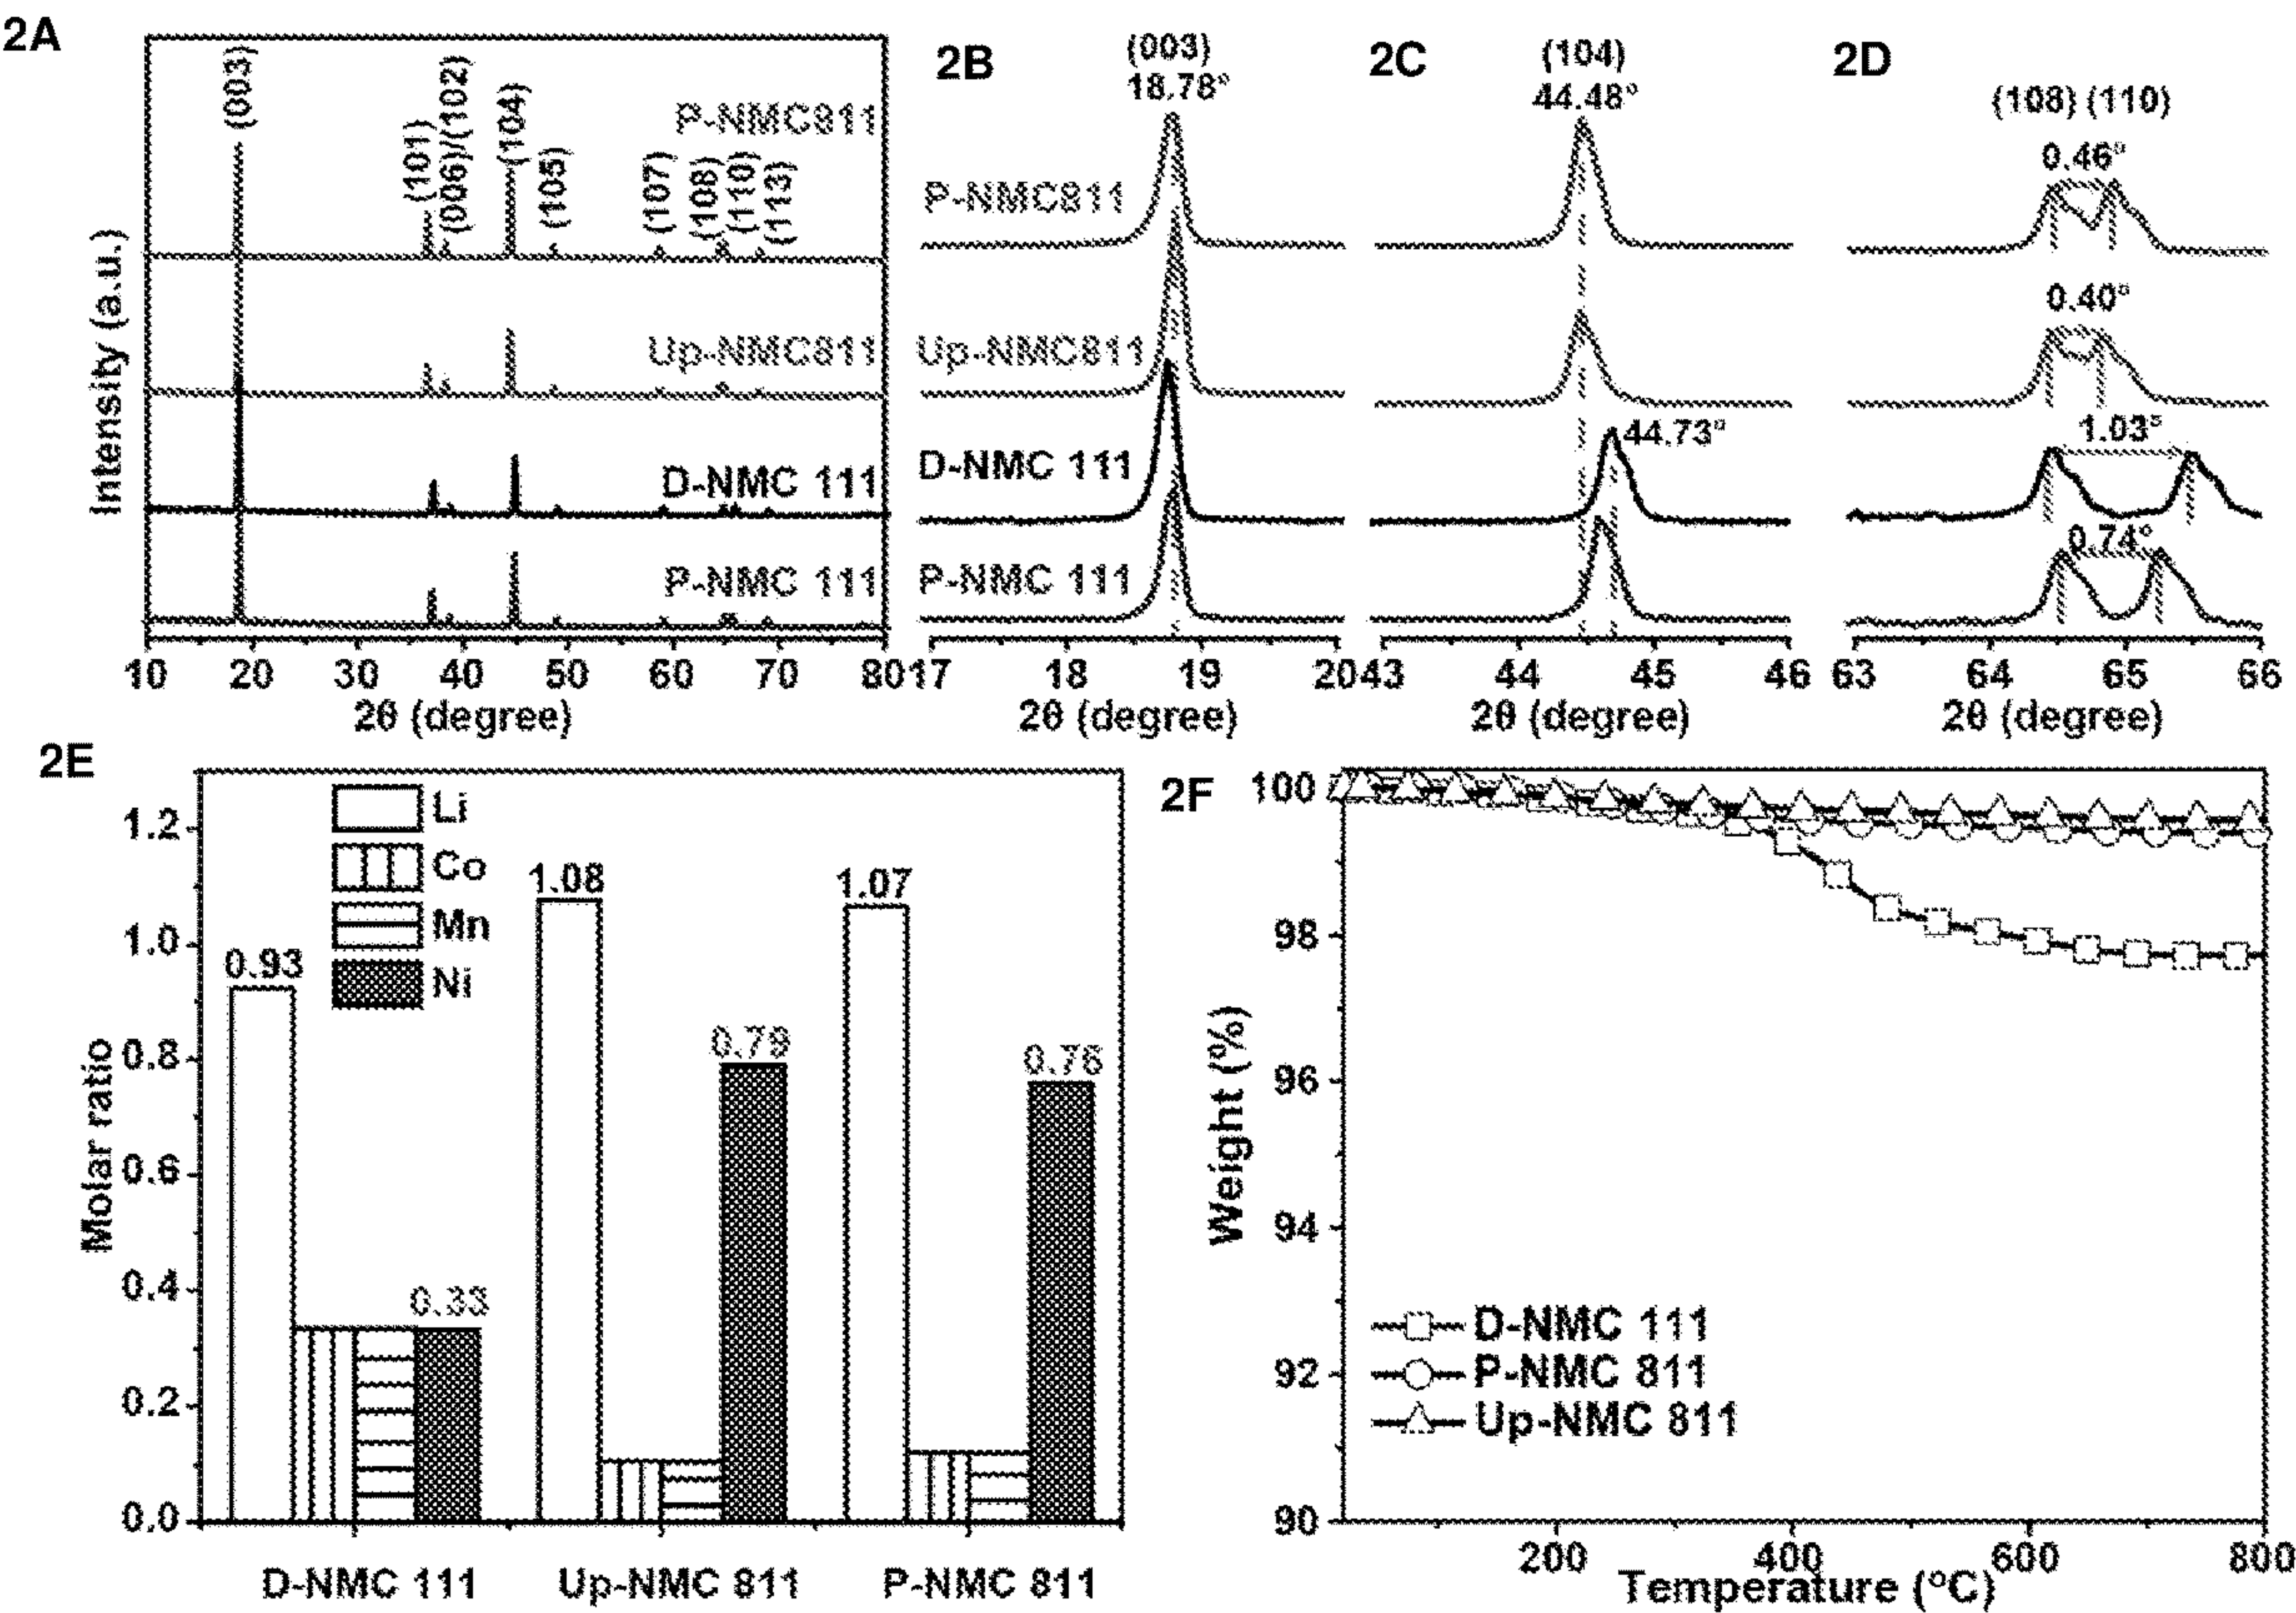 2A
(003)
(101)
(006)/(102)
(104)
(105)
(107)
(108)
(110)
(113)
P-NMC811
Up-NMC811
D-NMC 111
P-NMC 111
Intensity (a.u.)
10 20 30 40 50 60 70 80
2θ (degree)
2B
(003)
18.78°
P-NMC811
Up-NMC811
D-NMC 111
P-NMC 111
17 18 19 20
2θ (degree)
2C
(104)
44.48°
44.73°
43 44 45 46
2θ (degree)
2D
(108) (110)
0.46°
0.40°
1.03°
0.74°
63 64 65 66
2θ (degree)
2E
Li
Co
Mn
Ni
1.2
1.0
0.8
0.6
0.4
0.2
0.0
Molar ratio
0.93
0.33
1.08
0.79
1.07
0.76
D-NMC 111 Up-NMC 811 P-NMC 811
2F
100
98
96
94
92
90
Weight (%)
D-NMC 111
P-NMC 811
Up-NMC 811
200 400 600 800
Temperature (°C)